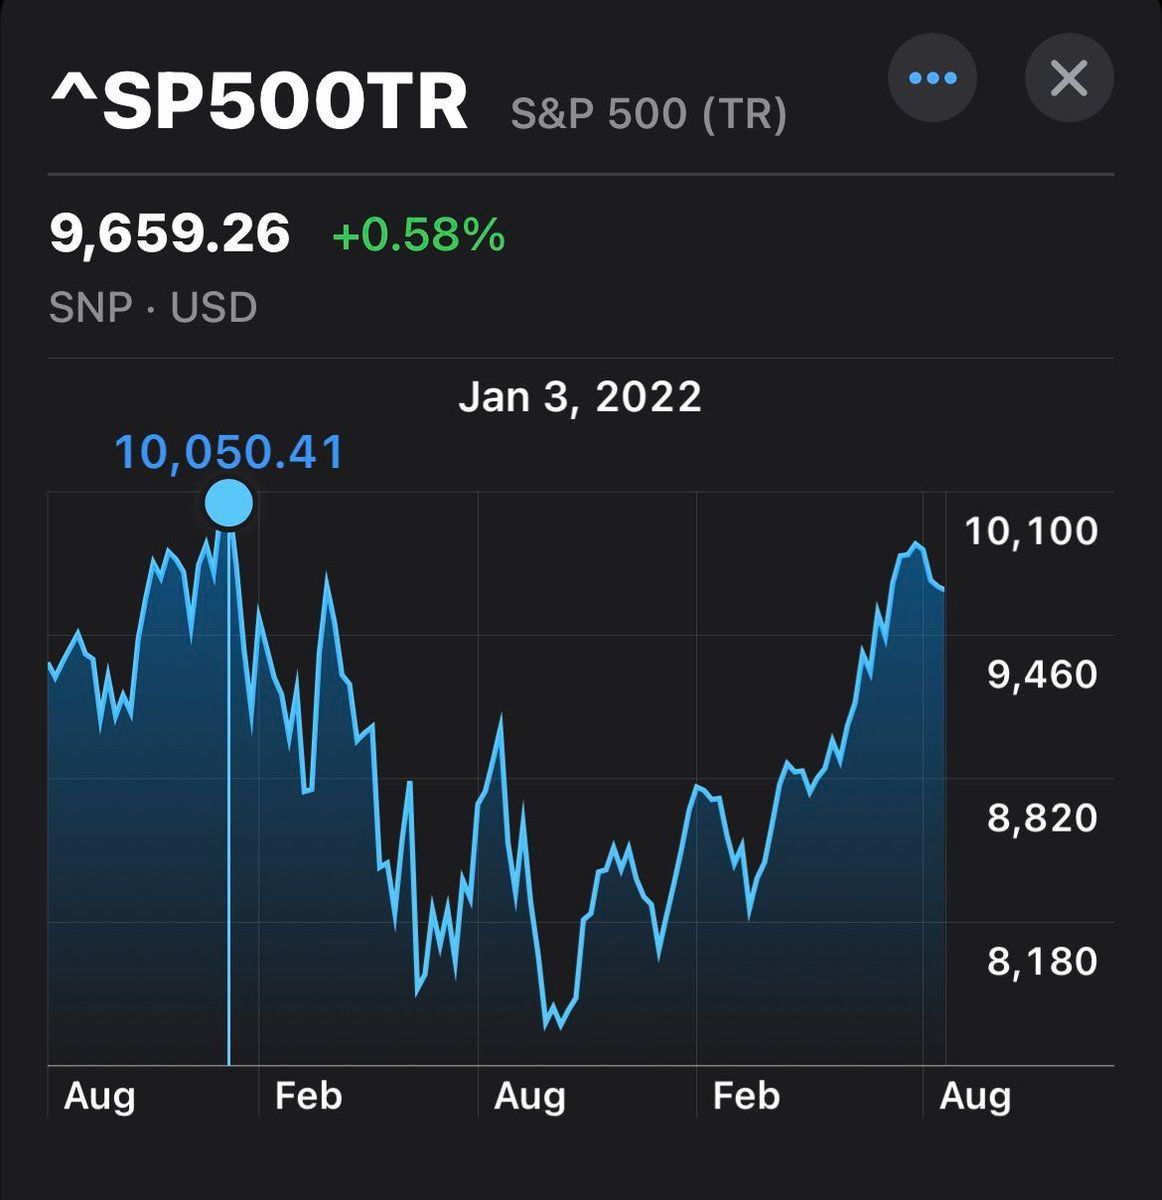 ^SP500TR S&P 500 (TR)
9,659.26 +0.58%
SNP · USD
Jan 3, 2022
10,050.41
10,100
9,460
8,820
8,180
Aug Feb Aug Feb Aug